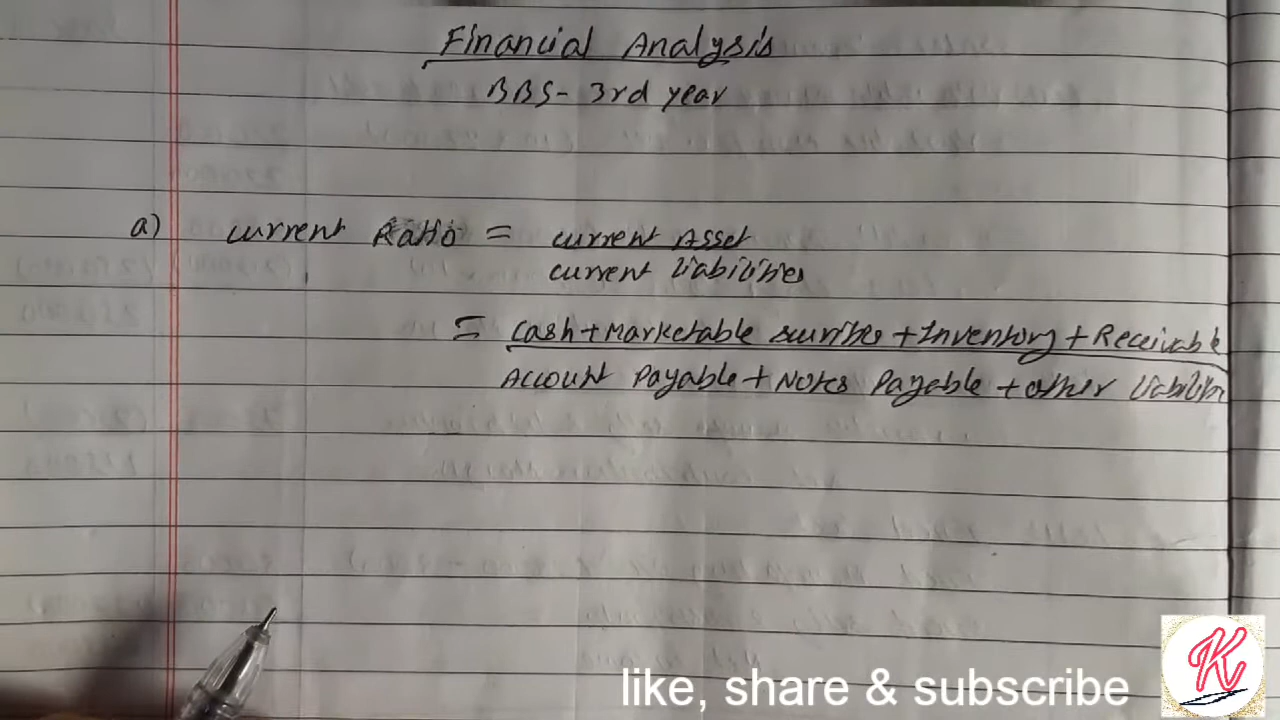 Financial Analysis
BBS- 3rd year
a) current Ratio = current Asset
current liabilities
= Cash+Marketable securities +Inventory + Receivable
Account Payable + Notes Payable + other liabilities
like, share & subscribe
K